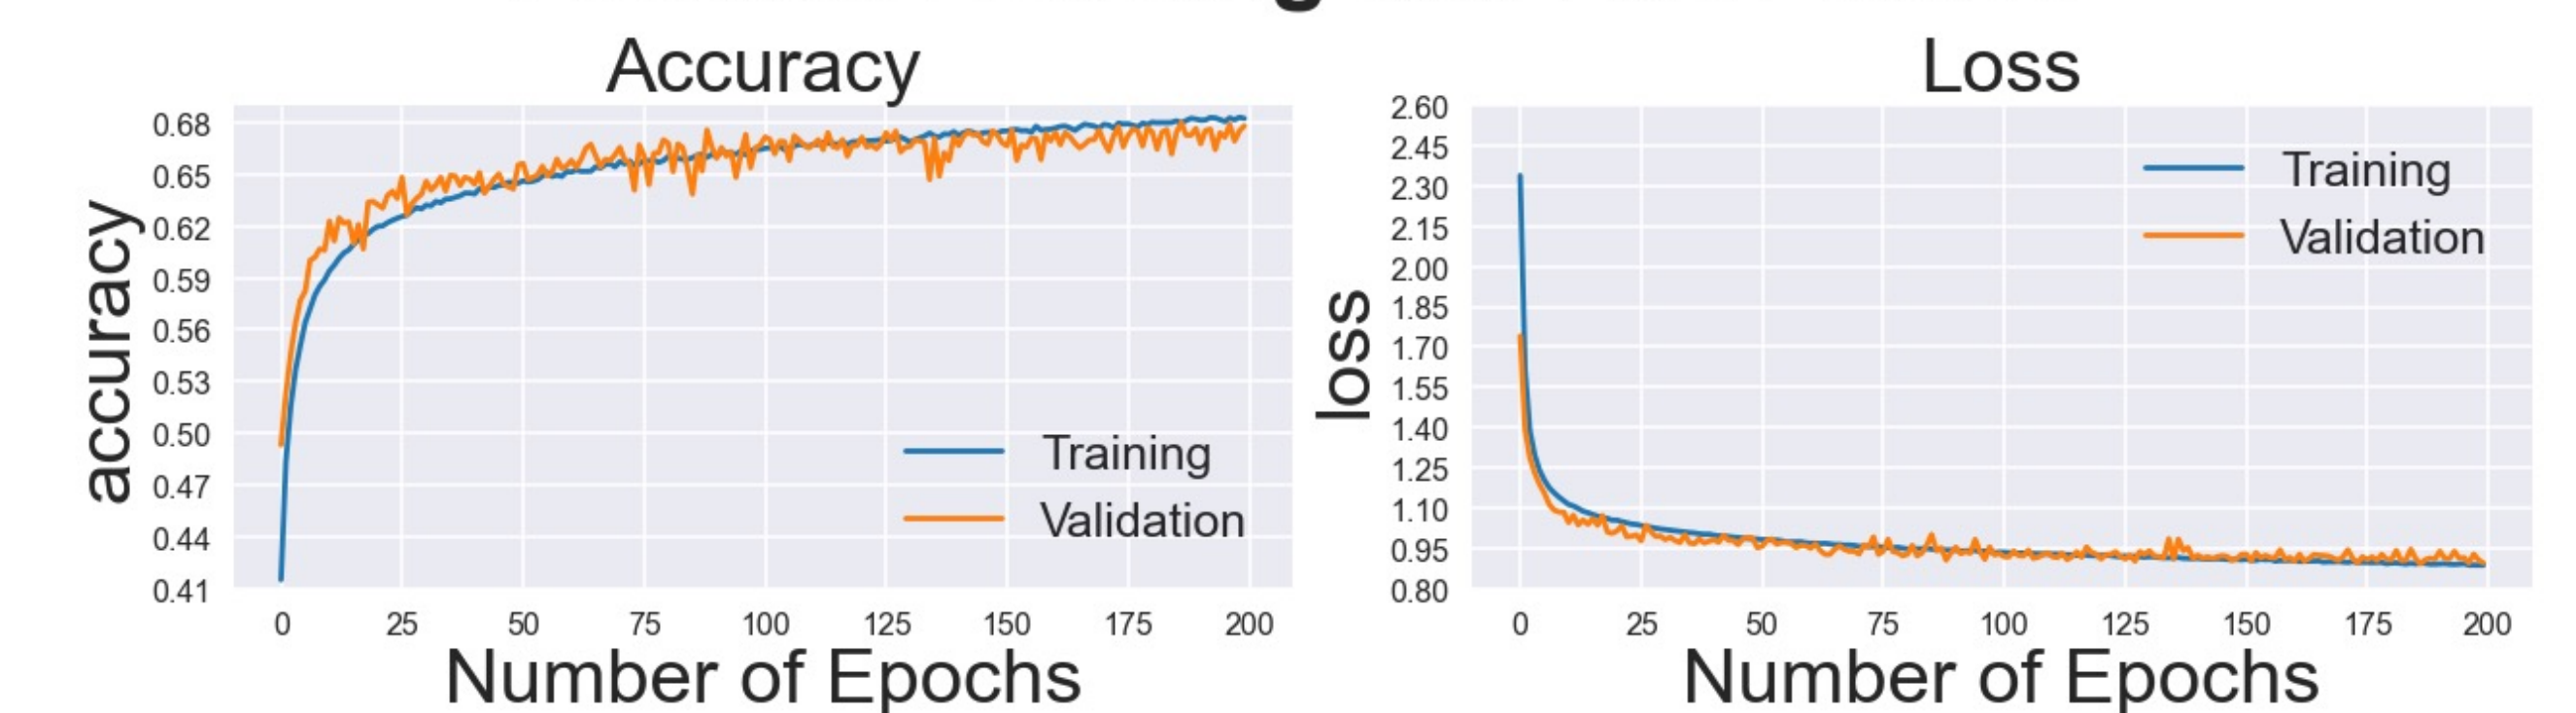 Accuracy
accuracy
0.68
0.65
0.62
0.59
0.56
0.53
0.50
0.47
0.44
0.41
Training
Validation
0 25 50 75 100 125 150 175 200
Number of Epochs
Loss
loss
2.60
2.45
2.30
2.15
2.00
1.85
1.70
1.55
1.40
1.25
1.10
0.95
0.80
Training
Validation
0 25 50 75 100 125 150 175 200
Number of Epochs